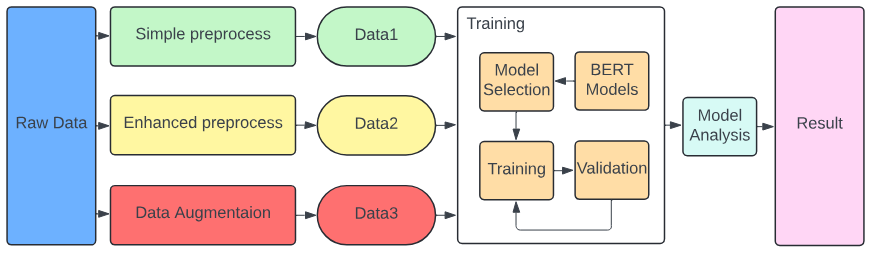 Raw Data
Simple preprocess
Data1
Enhanced preprocess
Data2
Data Augmentaion
Data3
Training
Model
Selection
BERT
Models
Training
Validation
Model
Analysis
Result